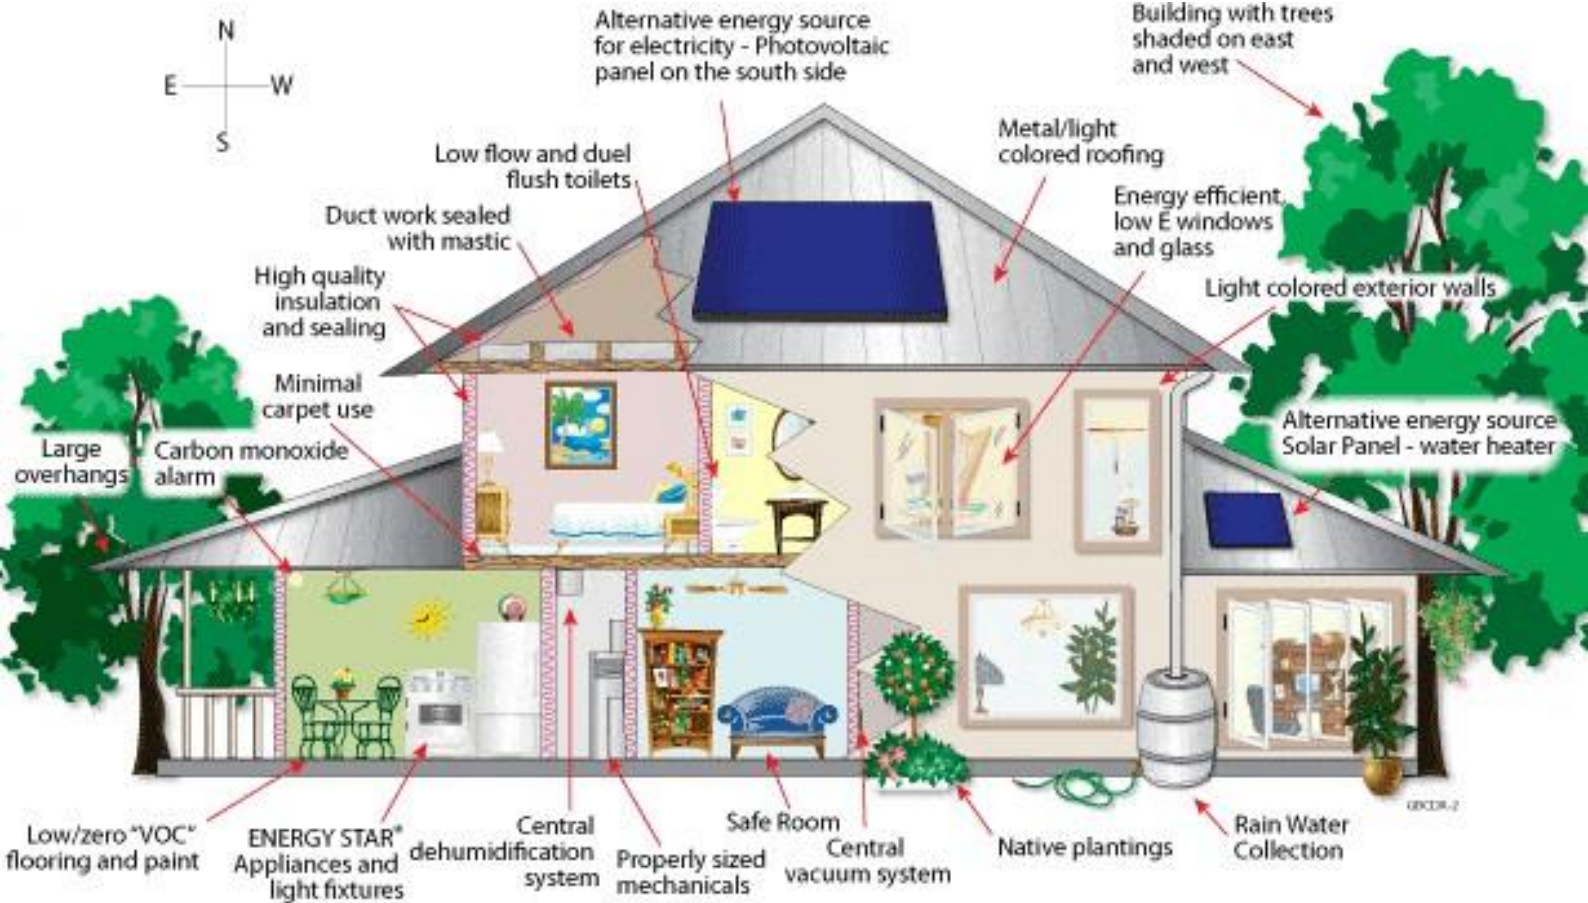 N
E
W
S
Alternative energy source
for electricity - Photovoltaic
panel on the south side
Building with trees
shaded on east
and west
Low flow and duel
flush toilets
Metal/light
colored roofing
Duct work sealed
with mastic
Energy efficient,
low E windows
and glass
High quality
insulation
and sealing
Light colored exterior walls
Minimal
carpet use
Large
overhangs
Carbon monoxide
alarm
Alternative energy source
Solar Panel - water heater
Low/zero "VOC"
flooring and paint
ENERGY STAR®
Appliances and
light fixtures
Central
dehumidification
system
Properly sized
mechanicals
Safe Room
Central
vacuum system
Native plantings
Rain Water
Collection